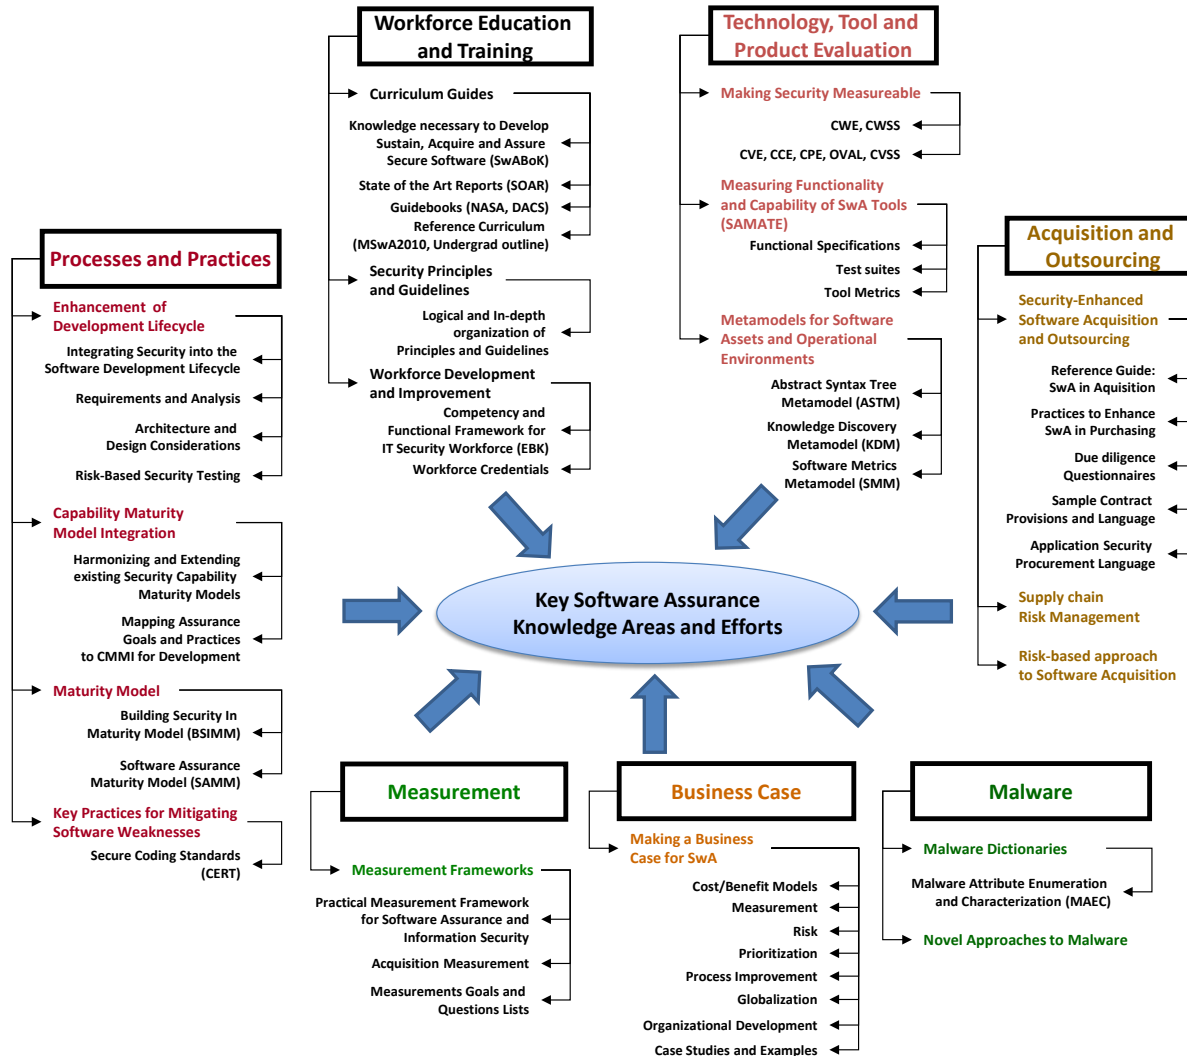 Workforce Education
and Training
Curriculum Guides
Knowledge necessary to Develop
Sustain, Acquire and Assure
Secure Software (SwABoK)
State of the Art Reports (SOAR)
Guidebooks (NASA, DACS)
Reference Curriculum
(MSwA2010, Undergrad outline)
Security Principles
and Guidelines
Logical and In-depth
organization of
Principles and Guidelines
Workforce Development
and Improvement
Competency and
Functional Framework for
IT Security Workforce (EBK)
Workforce Credentials
Technology, Tool and
Product Evaluation
Making Security Measureable
CWE, CWSS
CVE, CCE, CPE, OVAL, CVSS
Measuring Functionality
and Capability of SwA Tools
(SAMATE)
Functional Specifications
Test suites
Tool Metrics
Metamodels for Software
Assets and Operational
Environments
Abstract Syntax Tree
Metamodel (ASTM)
Knowledge Discovery
Metamodel (KDM)
Software Metrics
Metamodel (SMM)
Processes and Practices
Enhancement of
Development Lifecycle
Integrating Security into the
Software Development Lifecycle
Requirements and Analysis
Architecture and
Design Considerations
Risk-Based Security Testing
Capability Maturity
Model Integration
Harmonizing and Extending
existing Security Capability
Maturity Models
Mapping Assurance
Goals and Practices
to CMMI for Development
Maturity Model
Building Security In
Maturity Model (BSIMM)
Software Assurance
Maturity Model (SAMM)
Key Practices for Mitigating
Software Weaknesses
Secure Coding Standards
(CERT)
Acquisition and
Outsourcing
Security-Enhanced
Software Acquisition
and Outsourcing
Reference Guide:
SwA in Aquisition
Practices to Enhance
SwA in Purchasing
Due diligence
Questionnaires
Sample Contract
Provisions and Language
Application Security
Procurement Language
Supply chain
Risk Management
Risk-based approach
to Software Acquisition
Key Software Assurance
Knowledge Areas and Efforts
Measurement
Measurement Frameworks
Practical Measurement Framework
for Software Assurance and
Information Security
Acquisition Measurement
Measurements Goals and
Questions Lists
Business Case
Making a Business
Case for SwA
Cost/Benefit Models
Measurement
Risk
Prioritization
Process Improvement
Globalization
Organizational Development
Case Studies and Examples
Malware
Malware Dictionaries
Malware Attribute Enumeration
and Characterization (MAEC)
Novel Approaches to Malware